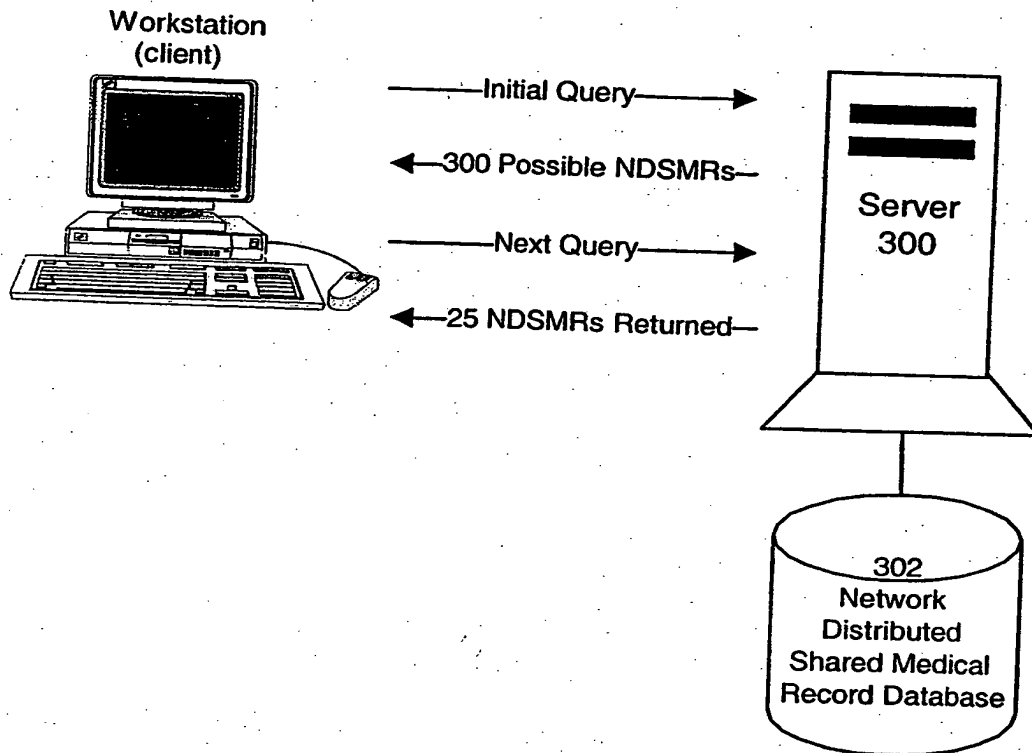 Workstation
(client)
Initial Query
300 Possible NDSMRs
Next Query
25 NDSMRs Returned
Server
300
302
Network
Distributed
Shared Medical
Record Database